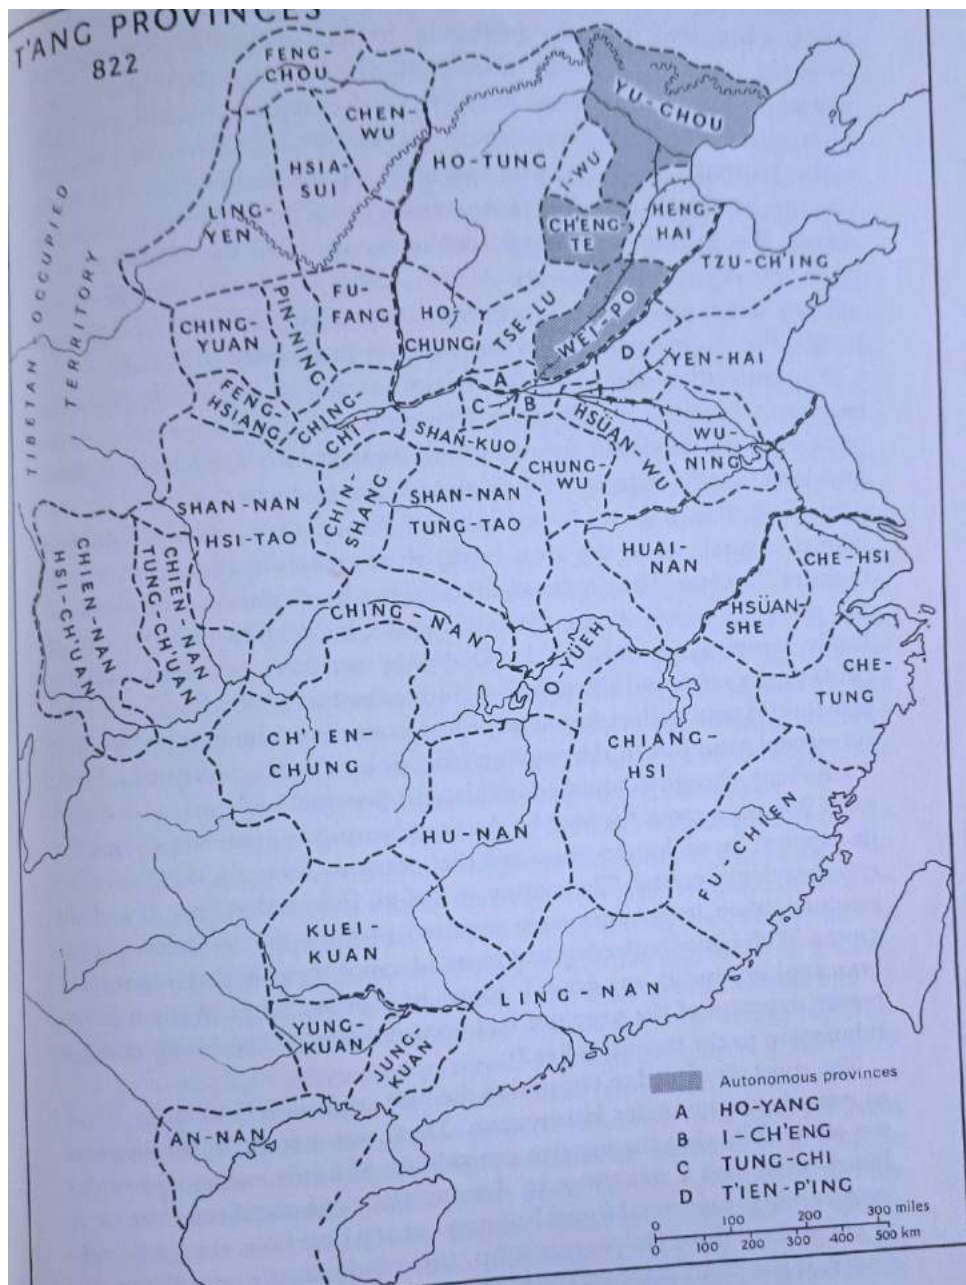 T'ANG PROVINCES
822
FENG-
CHOU
CHEN-
WU
YU-CHOU
HO-TUNG
I-WU
HSIA-
SUI
LING-
YEN
CH'ENG-
TE
HENG-
HAI
TZU-CH'ING
TIBETAN OCCUPIED
TERRITORY
FU-
FANG
PIN-NING
CHING-
YUAN
HO-
CHUNG
TSE-LU
WEI-PO
D
YEN-HAI
A
C
B
FENG-
HSIANG
CHING-
CHI
SHAN-KUO
HSÜAN-WU
WU-
NING
CHUNG-
WU
SHAN-NAN
HSI-TAO
CHIN-
SHANG
SHAN-NAN
TUNG-TAO
HUAI-
NAN
CHE-HSI
CHIEN-NAN
HSI-CH'UAN
CHIEN-NAN
TUNG-CH'UAN
HSÜAN-
SHE
CHING-NAN
O-YÜEH
CHE-
TUNG
CH'IEN-
CHUNG
CHIANG-
HSI
HU-NAN
FU-CHIEN
KUEI-
KUAN
LING-NAN
YUNG-
KUAN
JUNG-
KUAN
AN-NAN
Autonomous provinces
A HO-YANG
B I-CH'ENG
C TUNG-CHI
D T'IEN-P'ING
0 100 200 300 miles
0 100 200 300 400 500 km